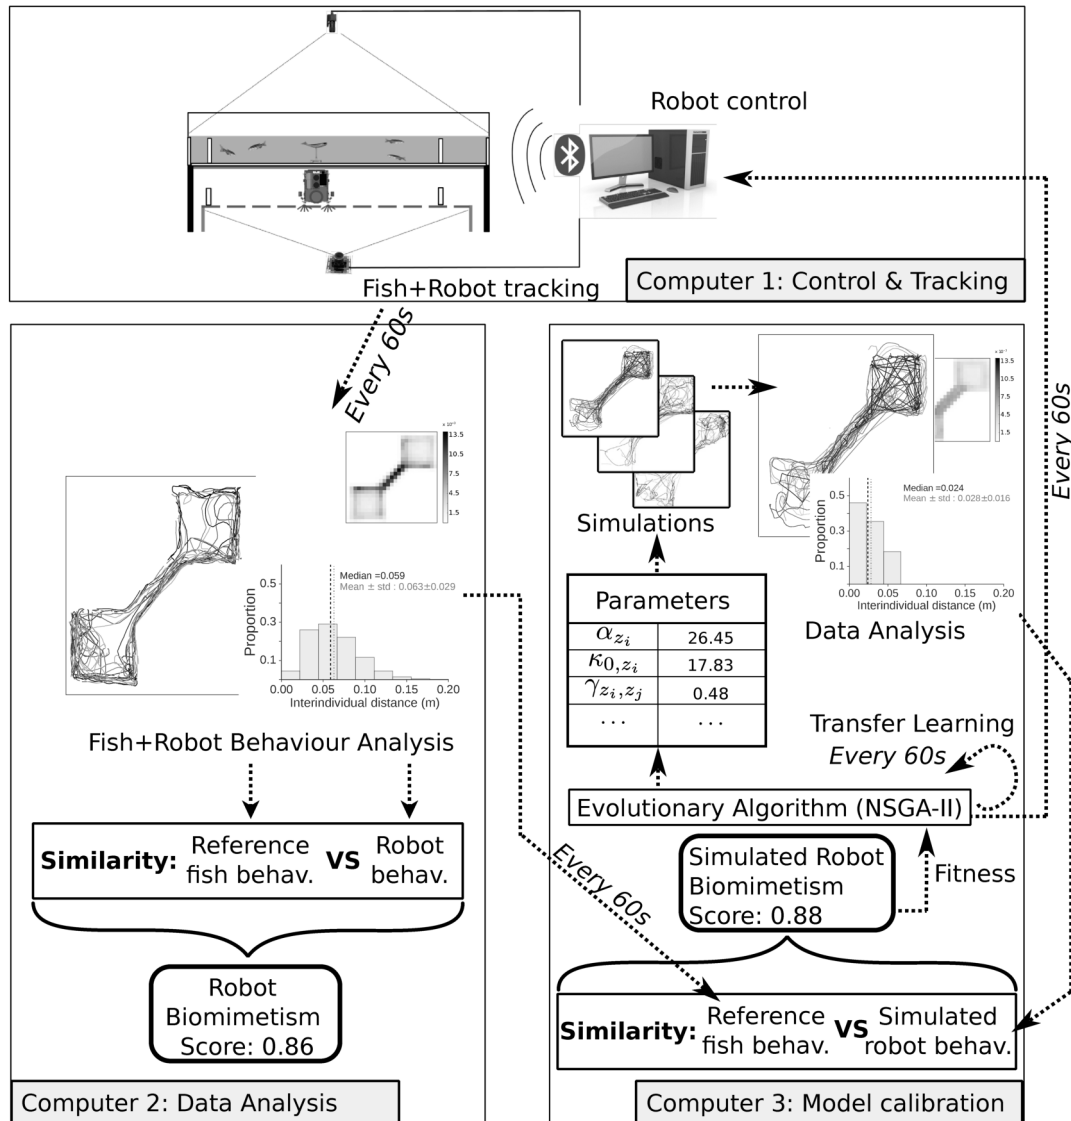 Robot control
Computer 1: Control & Tracking
Fish+Robot tracking
Every 60s
13.5
10.5
7.5
4.5
0.5
0.3
0.1
Proportion
Median =0.059
Mean ± std : 0.063±0.029
0.00 0.05 0.10 0.15 0.20
Interindividual distance (m)
Fish+Robot Behaviour Analysis
Similarity: Reference fish behav. VS Robot behav.
Robot
Biomimetism
Score: 0.86
Computer 2: Data Analysis
Simulations
13.5
10.5
7.5
4.5
Median =0.024
Mean ± std : 0.028±0.016
0.5
0.3
0.1
Proportion
0.00 0.05 0.10 0.15 0.20
Interindividual distance (m)
Data Analysis
Parameters
α_{z_i} 26.45
κ_{0,z_i} 17.83
γ_{z_i,z_j} 0.48
... ...
Transfer Learning
Every 60s
Evolutionary Algorithm (NSGA-II)
Every 60s
Every 60s
Simulated Robot
Biomimetism
Score: 0.88
Fitness
Similarity: Reference fish behav. VS Simulated robot behav.
Computer 3: Model calibration